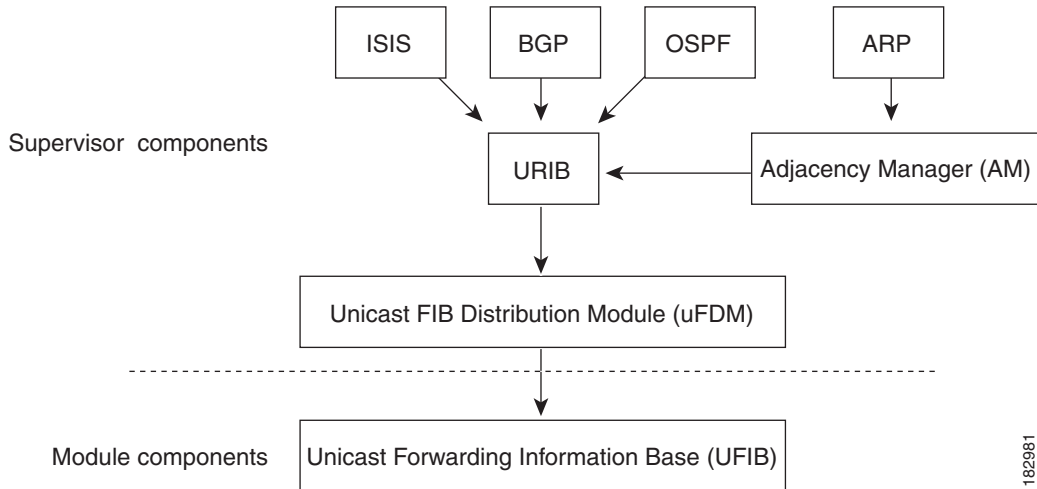 ISIS
BGP
OSPF
ARP
Supervisor components
URIB
Adjacency Manager (AM)
Unicast FIB Distribution Module (uFDM)
Module components
Unicast Forwarding Information Base (UFIB)
182981